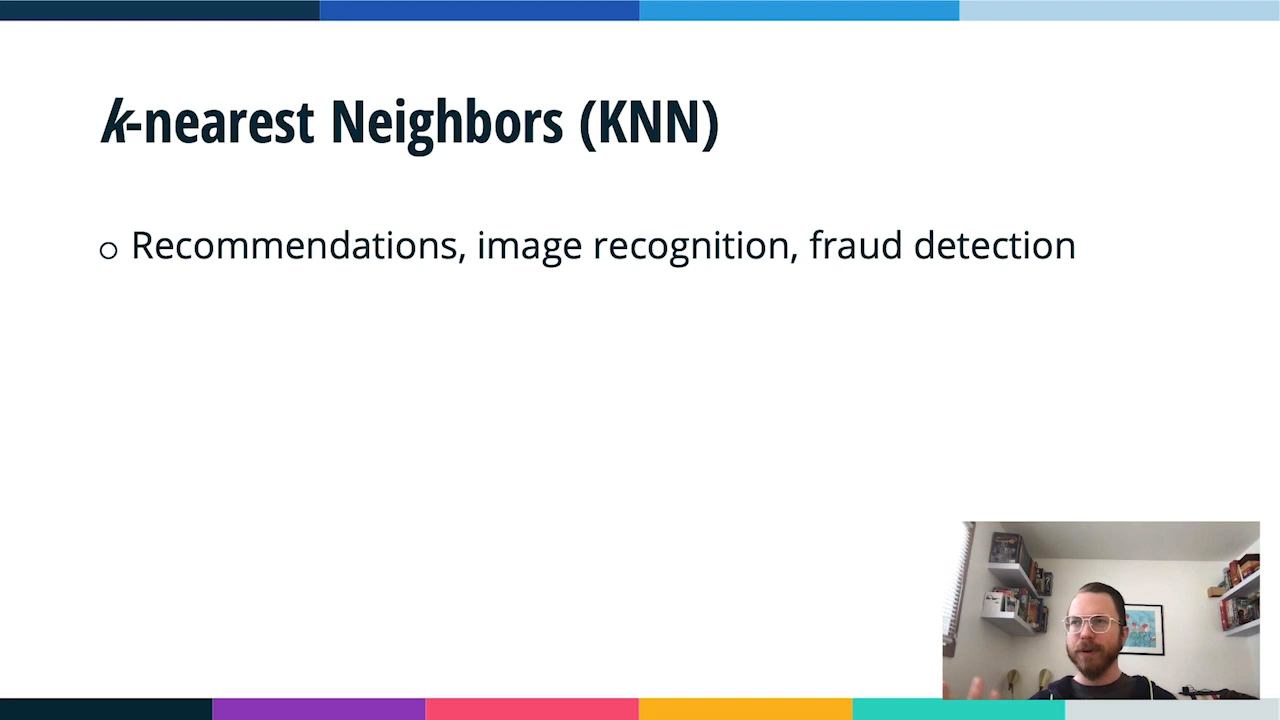 k-nearest Neighbors (KNN)
Recommendations, image recognition, fraud detection